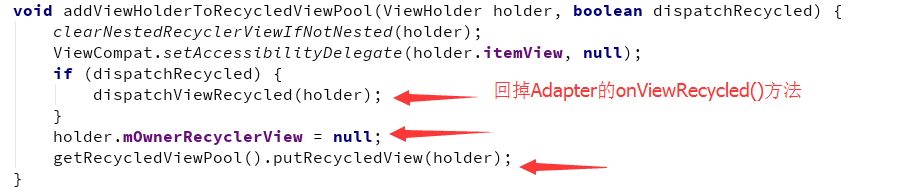 void addViewHolderToRecycledViewPool(ViewHolder holder, boolean dispatchRecycled) {
clearNestedRecyclerViewIfNotNested(holder);
ViewCompat.setAccessibilityDelegate(holder.itemView, null);
if (dispatchRecycled) {
dispatchViewRecycled(holder); 回掉Adapter的onViewRecycled()方法
}
holder.mOwnerRecyclerView = null;
getRecycledViewPool().putRecycledView(holder);
}